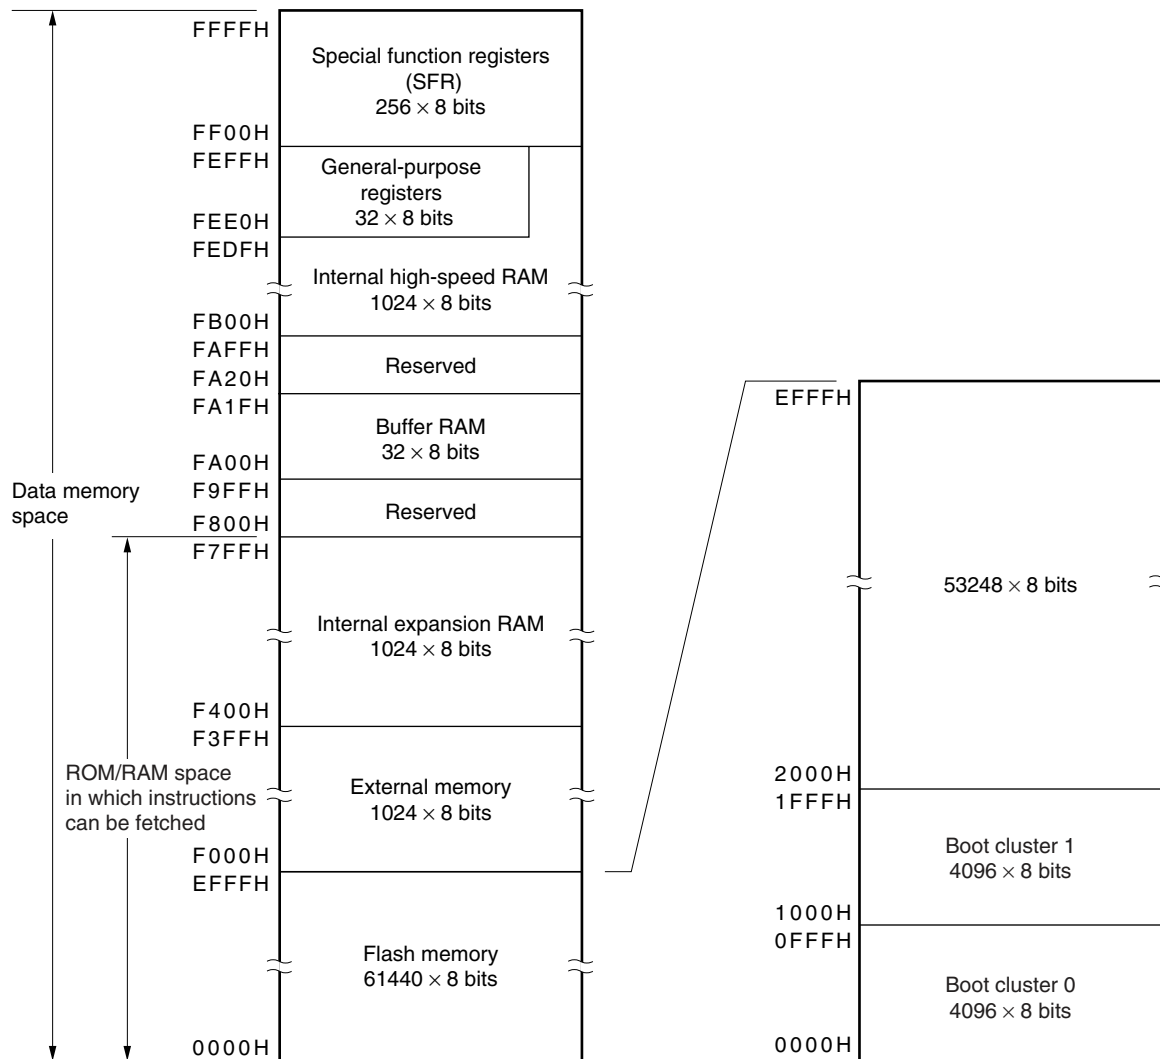 FFFFH
Special function registers
(SFR)
256 × 8 bits
FF00H
FEFFH
General-purpose
registers
32 × 8 bits
FEE0H
FEDFH
Internal high-speed RAM
1024 × 8 bits
FB00H
FAFFH
Reserved
FA20H
FA1FH
Buffer RAM
32 × 8 bits
FA00H
F9FFH
Reserved
F800H
F7FFH
Data memory
space
Internal expansion RAM
1024 × 8 bits
F400H
F3FFH
ROM/RAM space
in which instructions
can be fetched
External memory
1024 × 8 bits
F000H
EFFFH
Flash memory
61440 × 8 bits
0000H
EFFFH
53248 × 8 bits
2000H
1FFFH
Boot cluster 1
4096 × 8 bits
1000H
0FFFH
Boot cluster 0
4096 × 8 bits
0000H